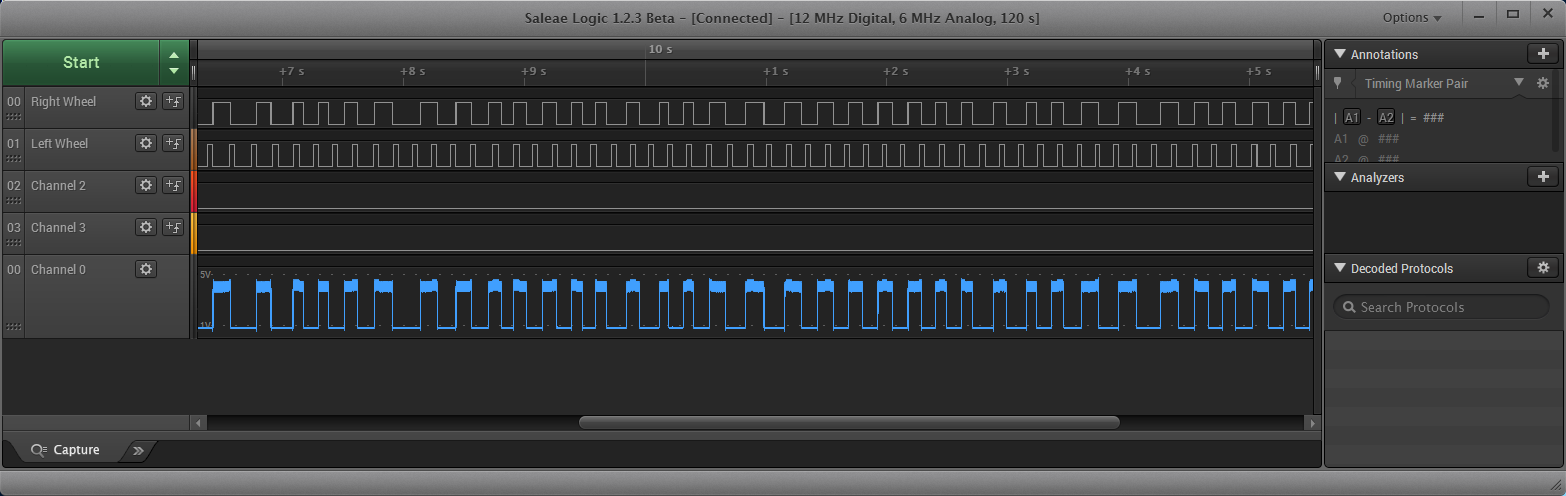 Saleae Logic 1.2.3 Beta - [Connected] - [12 MHz Digital, 6 MHz Analog, 120 s]
Options
Start
10 s
+7 s +8 s +9 s +1 s +2 s +3 s +4 s +5 s
00 Right Wheel
01 Left Wheel
02 Channel 2
03 Channel 3
00 Channel 0
5V
1V
Capture
Annotations
Timing Marker Pair
| A1 - A2 | = ###
A1 @ ###
A2 @ ###
Analyzers
Decoded Protocols
Search Protocols